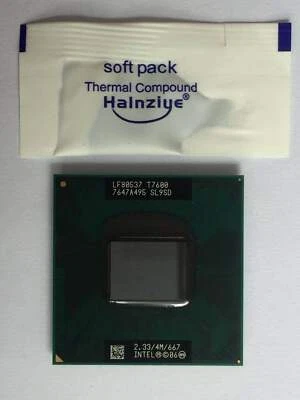 soft pack
Thermal Compound
Halnziye®
LF80537 T7600
7647A495 SL9SD
2.33/4M/667
INTEL©06